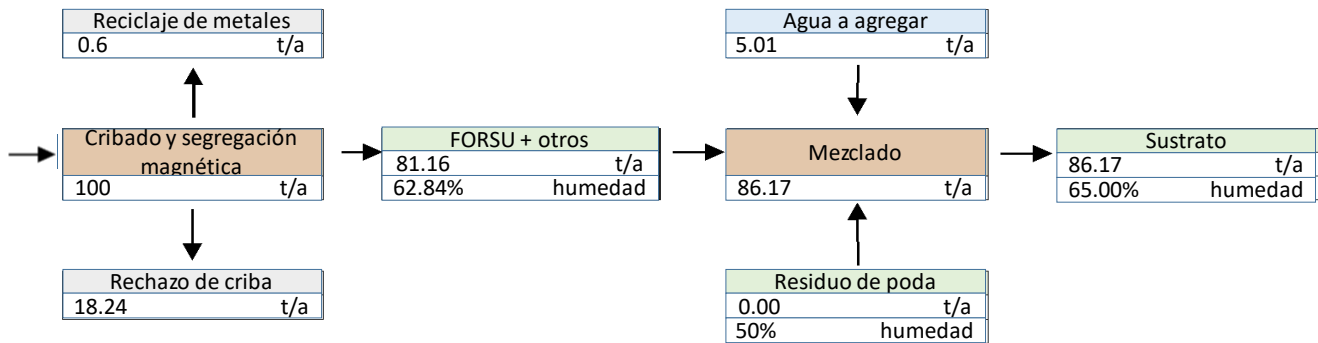 Reciclaje de metales
0.6 t/a
Agua a agregar
5.01 t/a
Cribado y segregación
magnética
100 t/a
FORSU + otros
81.16 t/a
62.84% humedad
Mezclado
86.17 t/a
Sustrato
86.17 t/a
65.00% humedad
Rechazo de criba
18.24 t/a
Residuo de poda
0.00 t/a
50% humedad